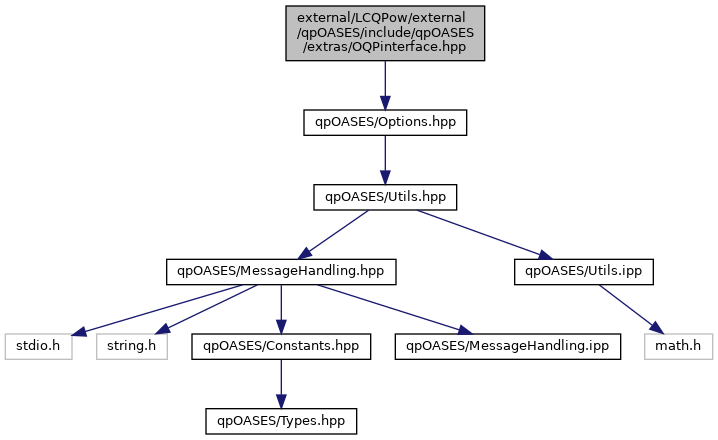 external/LCQPow/external
/qpOASES/include/qpOASES
/extras/OQPinterface.hpp
qpOASES/Options.hpp
qpOASES/Utils.hpp
qpOASES/MessageHandling.hpp
qpOASES/Utils.ipp
stdio.h
string.h
qpOASES/Constants.hpp
qpOASES/MessageHandling.ipp
math.h
qpOASES/Types.hpp